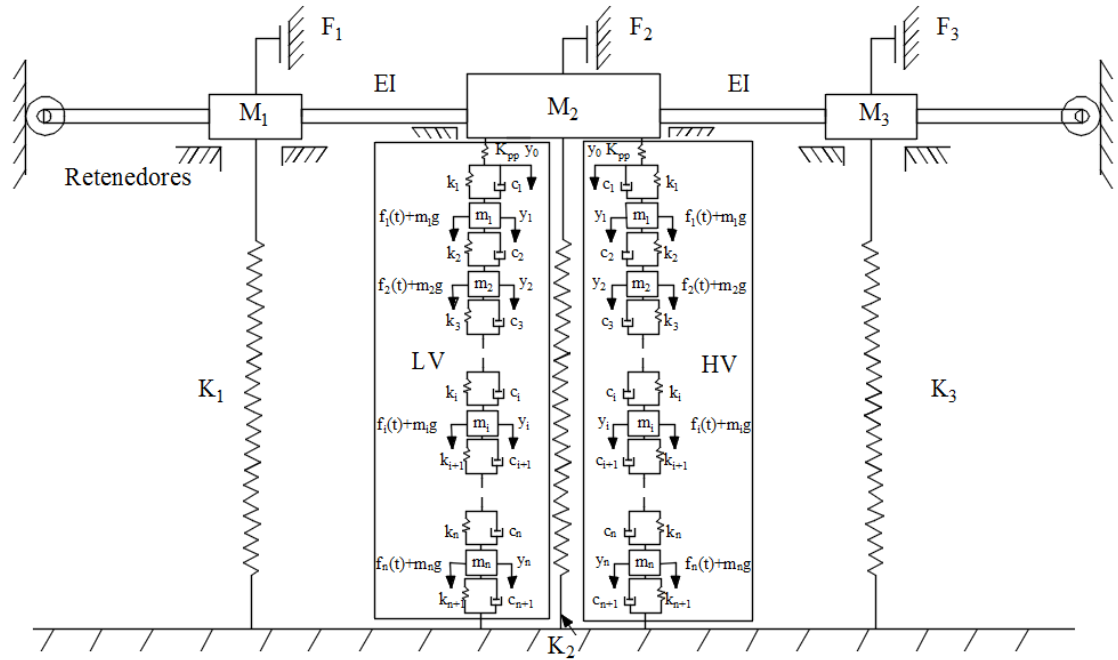 F1 F2 F3
EI EI
M1 M2 M3
Kpp y0 y0 Kpp
Retenedores
k1 c1 c1 k1
f1(t)+m1g m1 y1 y1 m1 f1(t)+m1g
k2 c2 c2 k2
f2(t)+m2g m2 y2 y2 m2 f2(t)+m2g
k3 c3 c3 k3
LV HV
K1 ki ci ci ki K3
fi(t)+mig mi yi yi mi fi(t)+mig
ki+1 ci+1 ci+1 ki+1
kn cn cn kn
fn(t)+mng mn yn yn mn fn(t)+mng
kn+1 cn+1 cn+1 kn+1
K2